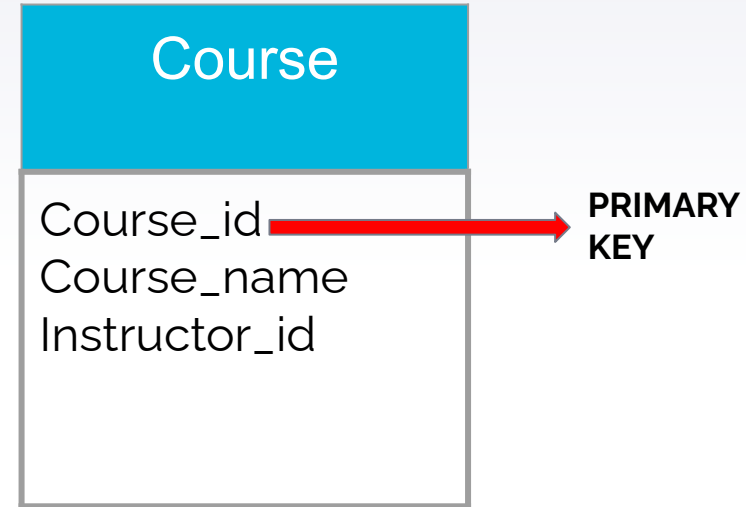 Course
Course_id
PRIMARY
KEY
Course_name
Instructor_id